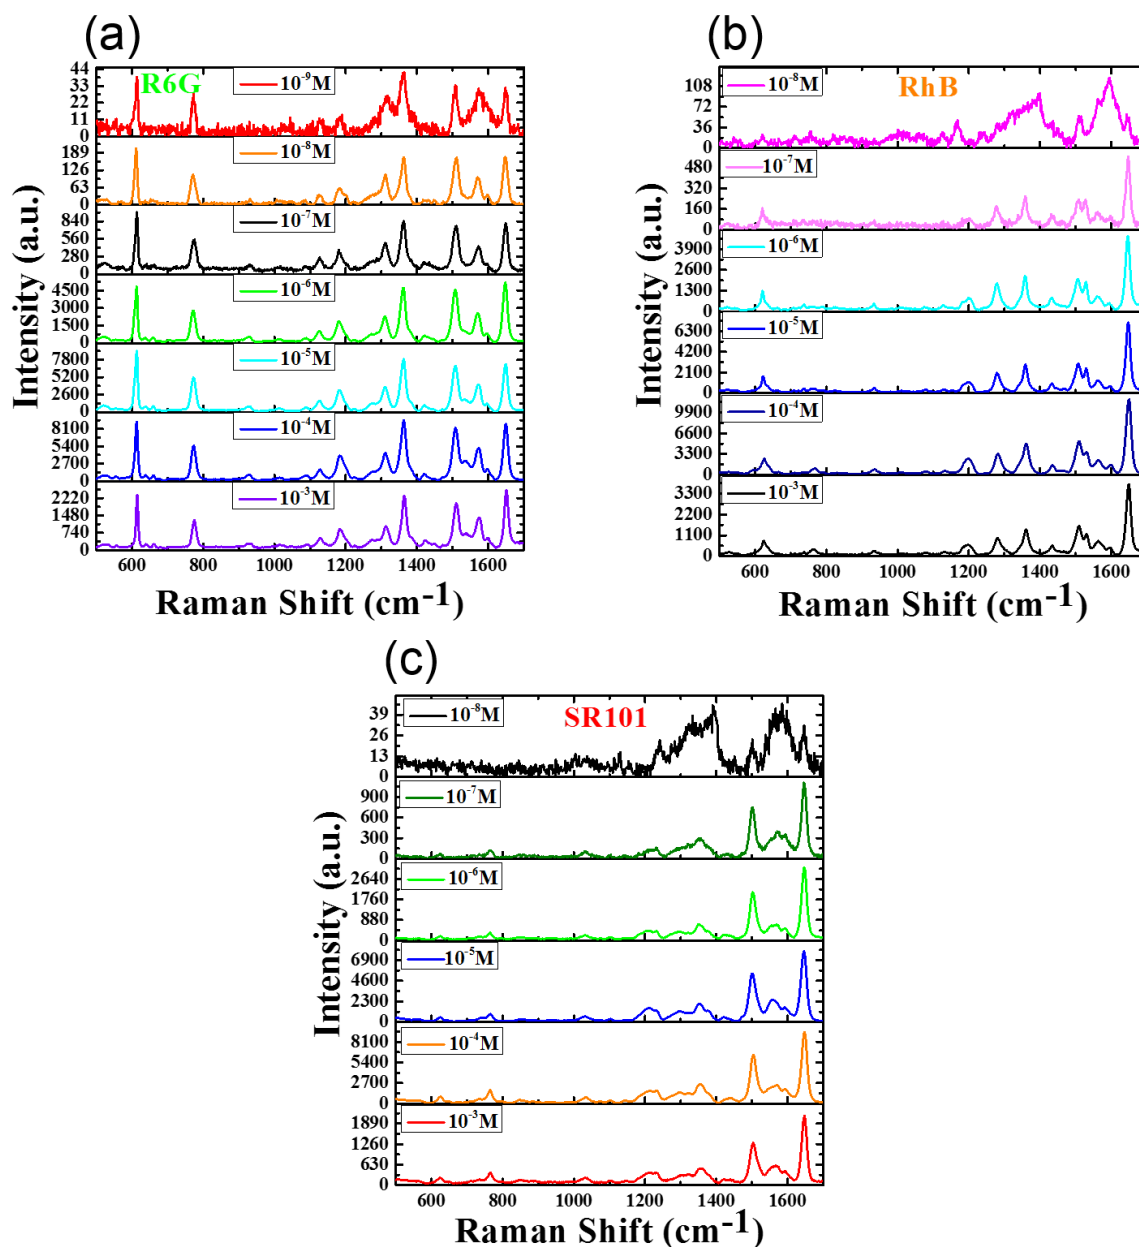 (a)
R6G
10⁻⁹M
44
33
22
11
0
10⁻⁸M
189
126
63
0
10⁻⁷M
840
560
280
0
10⁻⁶M
4500
3000
1500
0
10⁻⁵M
7800
5200
2600
0
10⁻⁴M
8100
5400
2700
0
10⁻³M
2220
1480
740
0
600 800 1000 1200 1400 1600
Intensity (a.u.)
Raman Shift (cm⁻¹)
(b)
RhB
10⁻⁸M
108
72
36
0
10⁻⁷M
480
320
160
0
10⁻⁶M
3900
2600
1300
0
10⁻⁵M
6300
4200
2100
0
10⁻⁴M
9900
6600
3300
0
10⁻³M
3300
2200
1100
0
600 800 1000 1200 1400 1600
Intensity (a.u.)
Raman Shift (cm⁻¹)
(c)
SR101
10⁻⁸M
39
26
13
0
10⁻⁷M
900
600
300
0
10⁻⁶M
2640
1760
880
0
10⁻⁵M
6900
4600
2300
0
10⁻⁴M
8100
5400
2700
0
10⁻³M
1890
1260
630
0
600 800 1000 1200 1400 1600
Intensity (a.u.)
Raman Shift (cm⁻¹)